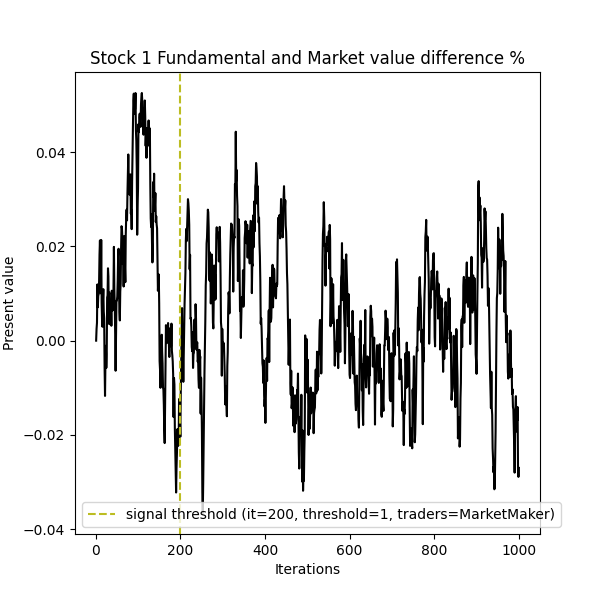 Stock 1 Fundamental and Market value difference %
Present value
0.04
0.02
0.00
−0.02
−0.04
signal threshold (it=200, threshold=1, traders=MarketMaker)
0 200 400 600 800 1000
Iterations